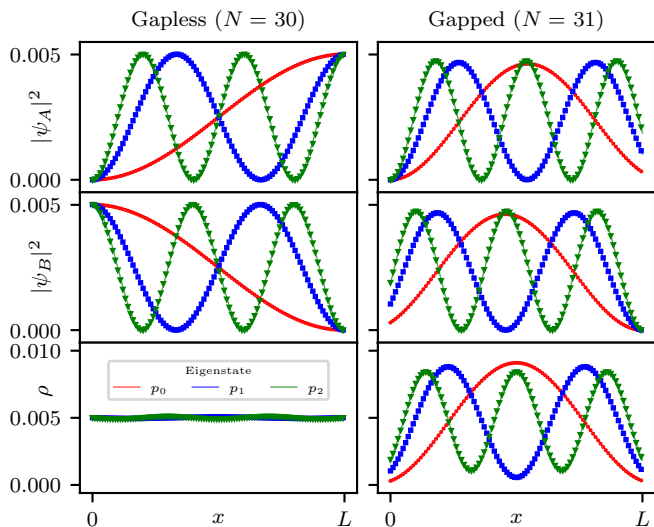 Gapless (N = 30)
Gapped (N = 31)
0.005
|ψ_A|^2
0.000
0.005
|ψ_B|^2
0.000
0.010
ρ
0.005
0.000
Eigenstate
p_0 p_1 p_2
0 x L
0 x L